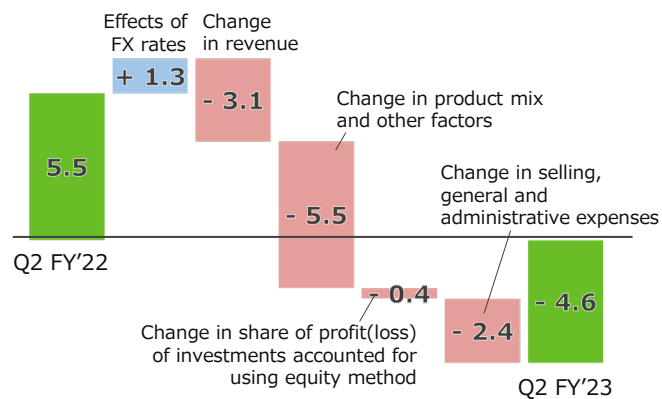 Effects of
FX rates
Change
in revenue
+ 1.3
- 3.1
Change in product mix
and other factors
5.5
Change in selling,
general and
administrative expenses
- 5.5
Q2 FY'22
- 0.4
- 4.6
- 2.4
Change in share of profit(loss)
of investments accounted for
using equity method
Q2 FY'23